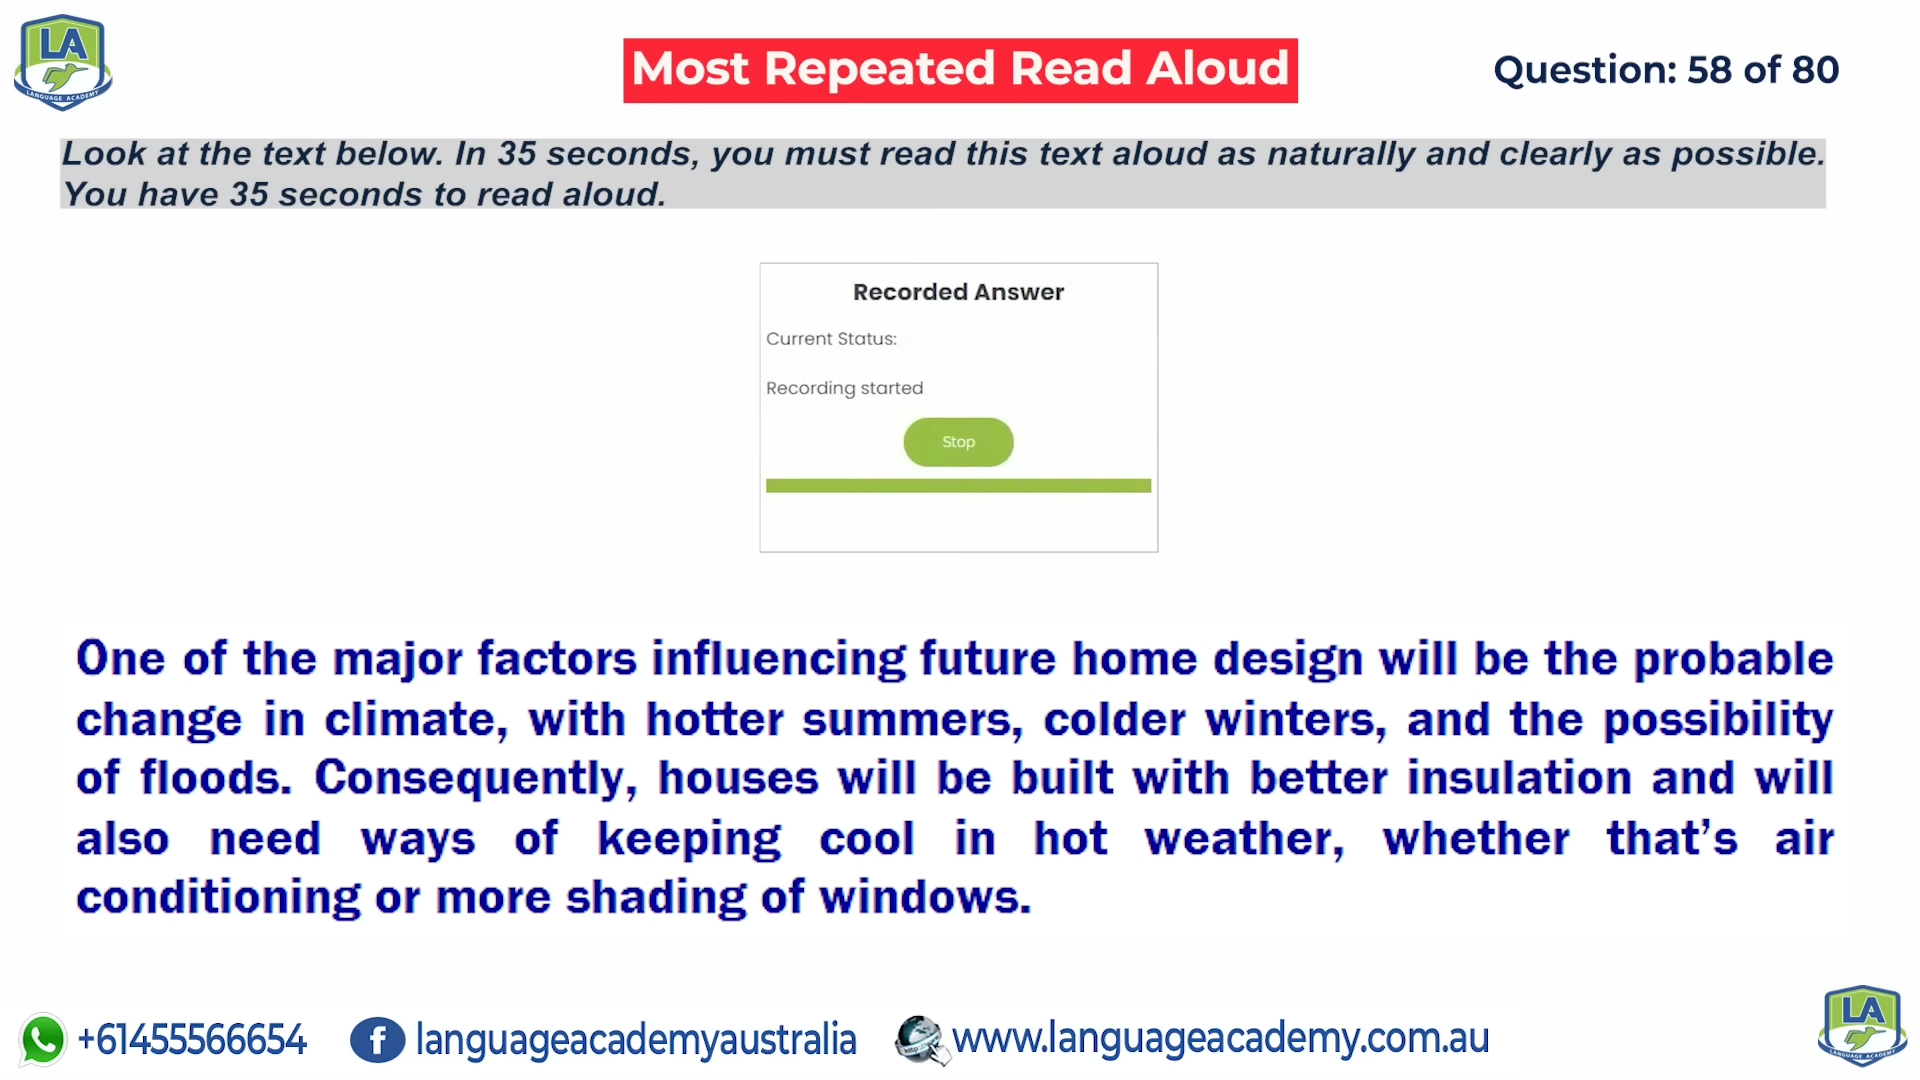 LA
LANGUAGE ACADEMY
Most Repeated Read Aloud
Question: 58 of 80
Look at the text below. In 35 seconds, you must read this text aloud as naturally and clearly as possible.
You have 35 seconds to read aloud.
Recorded Answer
Current Status:
Recording started
Stop
One of the major factors influencing future home design will be the probable
change in climate, with hotter summers, colder winters, and the possibility
of floods. Consequently, houses will be built with better insulation and will
also need ways of keeping cool in hot weather, whether that's air
conditioning or more shading of windows.
+61455566654
f
languageacademyaustralia
http
www.languageacademy.com.au
LA
LANGUAGE ACADEMY